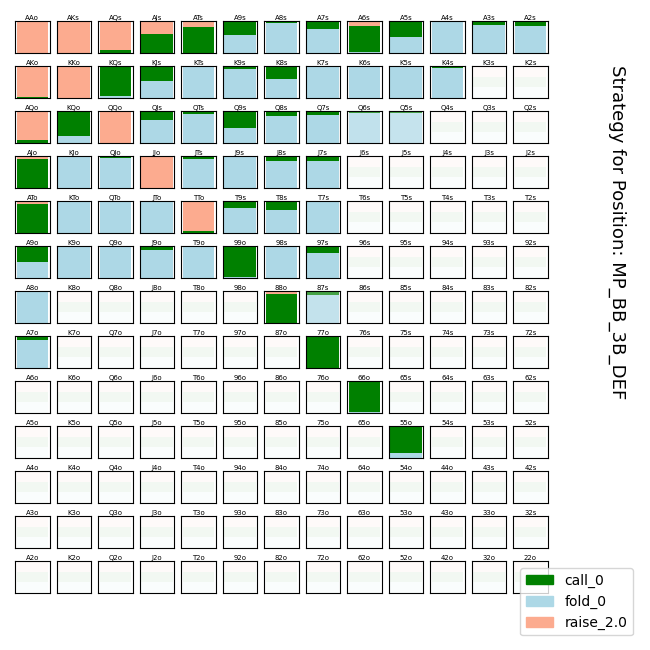 AAo AKs AQs AJs ATs A9s A8s A7s A6s A5s A4s A3s A2s
AKo KKo KQs KJs KTs K9s K8s K7s K6s K5s K4s K3s K2s
AQo KQo QQo QJs QTs Q9s Q8s Q7s Q6s Q5s Q4s Q3s Q2s
AJo KJo QJo JJo JTs J9s J8s J7s J6s J5s J4s J3s J2s
ATo KTo QTo JTo TTo T9s T8s T7s T6s T5s T4s T3s T2s
A9o K9o Q9o J9o T9o 99o 98s 97s 96s 95s 94s 93s 92s
A8o K8o Q8o J8o T8o 98o 88o 87s 86s 85s 84s 83s 82s
A7o K7o Q7o J7o T7o 97o 87o 77o 76s 75s 74s 73s 72s
A6o K6o Q6o J6o T6o 96o 86o 76o 66o 65s 64s 63s 62s
A5o K5o Q5o J5o T5o 95o 85o 75o 65o 55o 54s 53s 52s
A4o K4o Q4o J4o T4o 94o 84o 74o 64o 54o 44o 43s 42s
A3o K3o Q3o J3o T3o 93o 83o 73o 63o 53o 43o 33o 32s
A2o K2o Q2o J2o T2o 92o 82o 72o 62o 52o 42o 32o 22o
Strategy for Position: MP_BB_3B_DEF
call_0
fold_0
raise_2.0